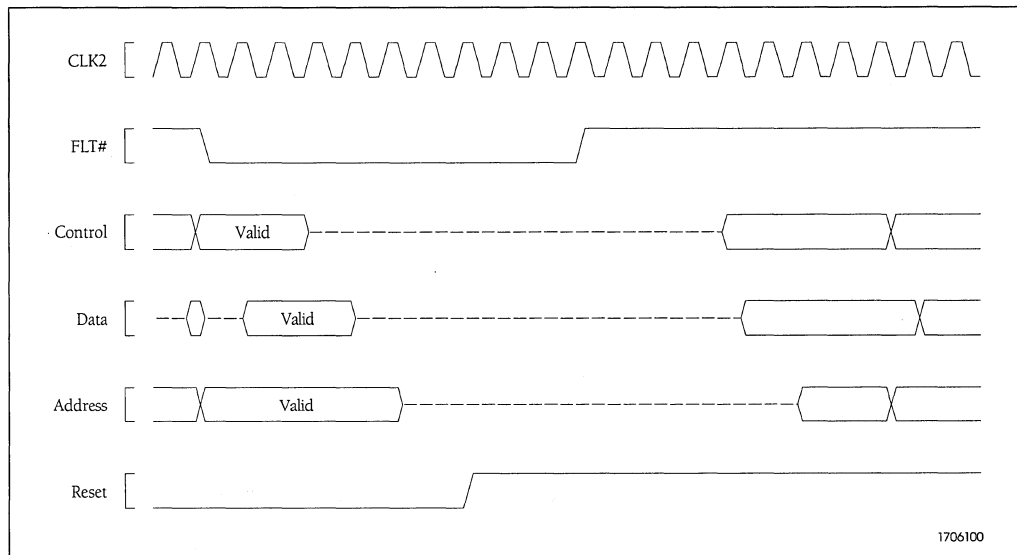 CLK2
FLT#
Control
Valid
Data
Valid
Address
Valid
Reset
1706100